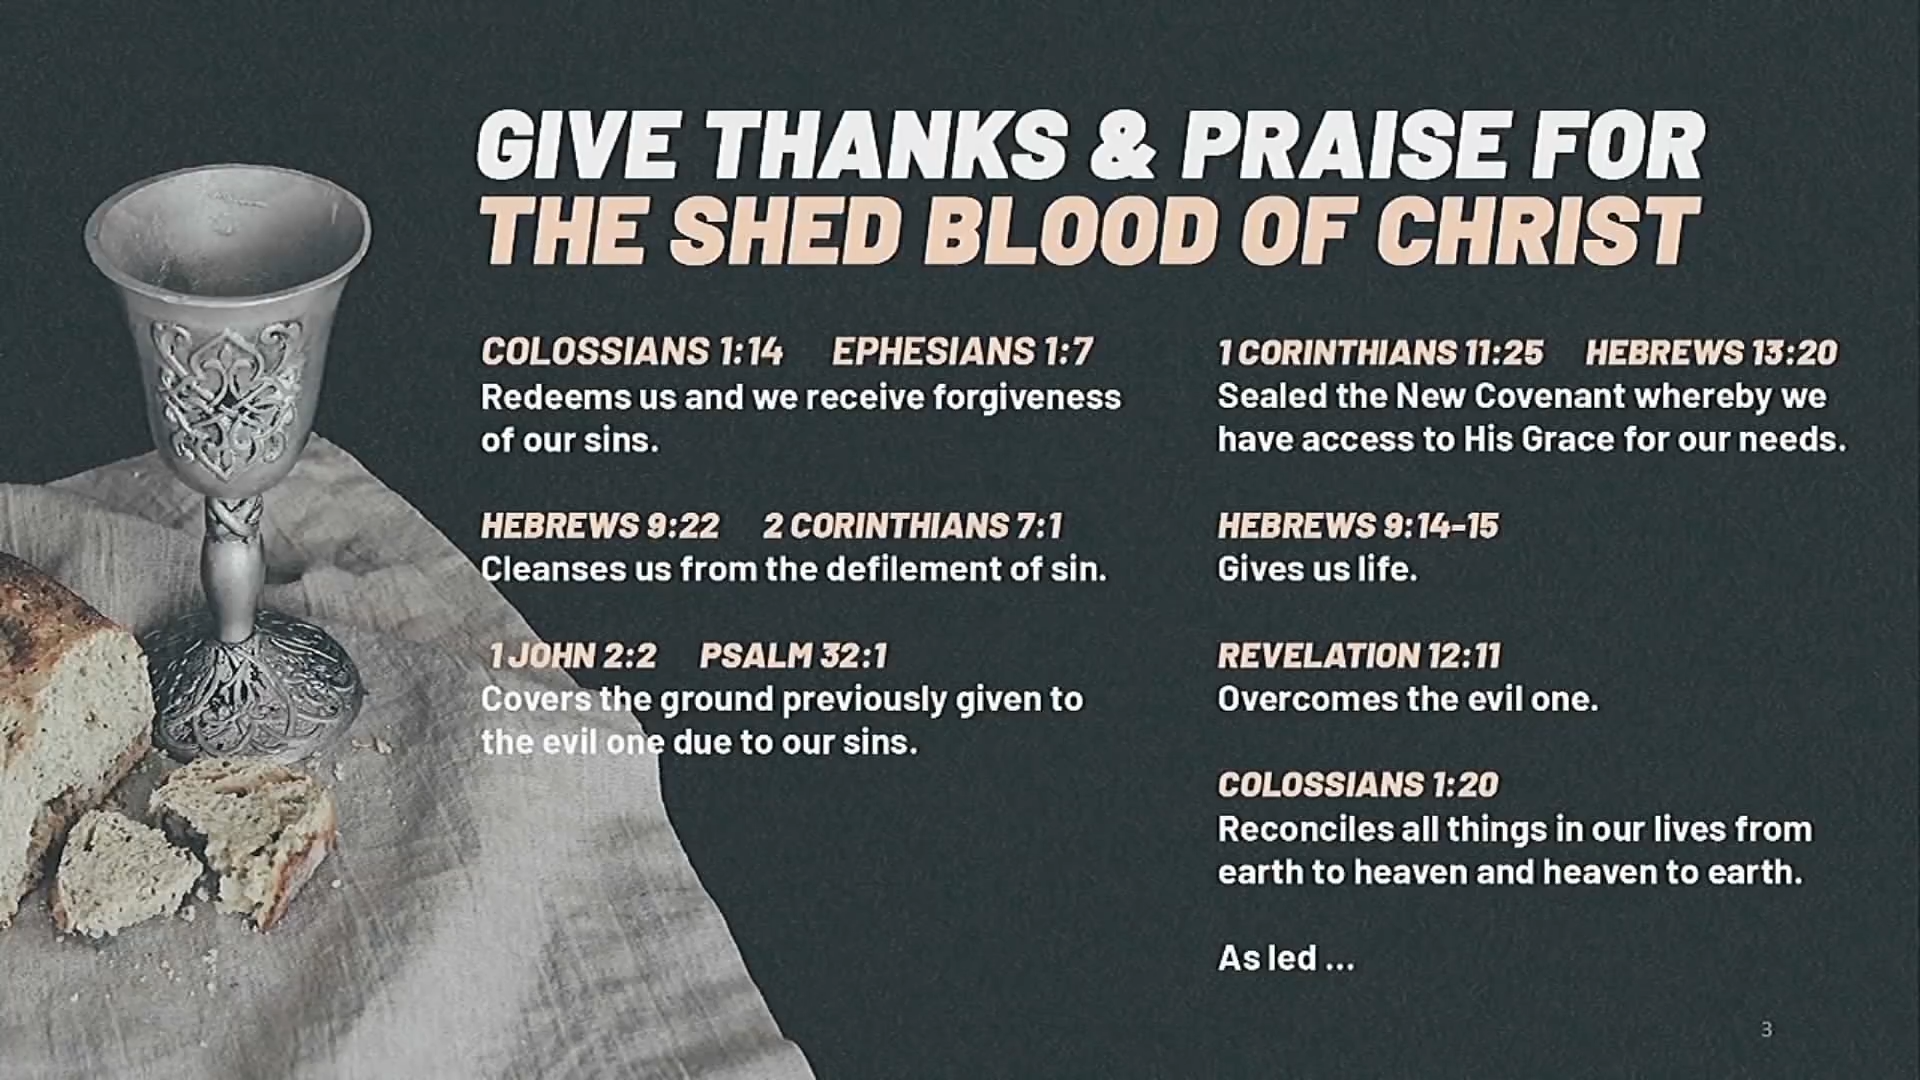 GIVE THANKS & PRAISE FOR
THE SHED BLOOD OF CHRIST
COLOSSIANS 1:14 EPHESIANS 1:7
Redeems us and we receive forgiveness
of our sins.
HEBREWS 9:22 2 CORINTHIANS 7:1
Cleanses us from the defilement of sin.
1 JOHN 2:2 PSALM 32:1
Covers the ground previously given to
the evil one due to our sins.
1 CORINTHIANS 11:25 HEBREWS 13:20
Sealed the New Covenant whereby we
have access to His Grace for our needs.
HEBREWS 9:14-15
Gives us life.
REVELATION 12:11
Overcomes the evil one.
COLOSSIANS 1:20
Reconciles all things in our lives from
earth to heaven and heaven to earth.
As led ...
3